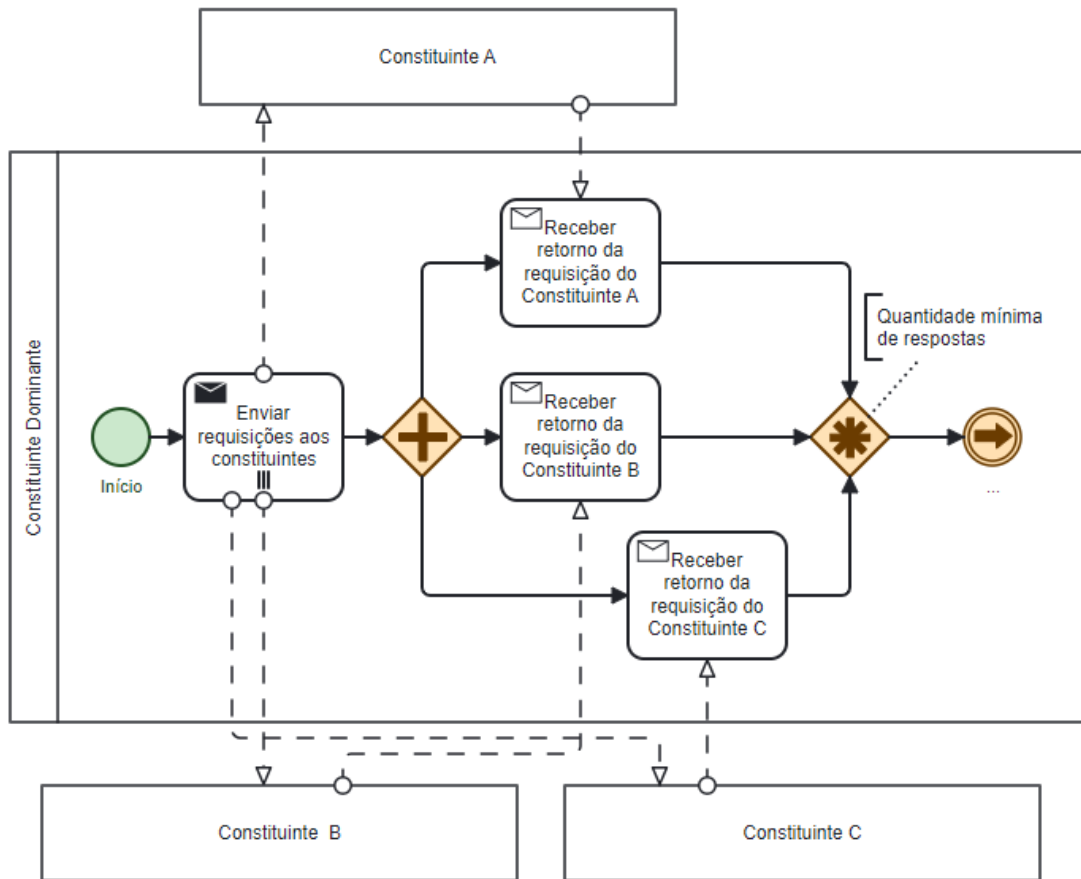 Constituinte A
Constituinte Dominante
Receber
retorno da
requisição do
Constituinte A
Quantidade mínima
de respostas
Enviar
requisições aos
constituintes
Receber
retorno da
requisição do
Constituinte B
Início
...
Receber
retorno da
requisição do
Constituinte C
Constituinte B
Constituinte C